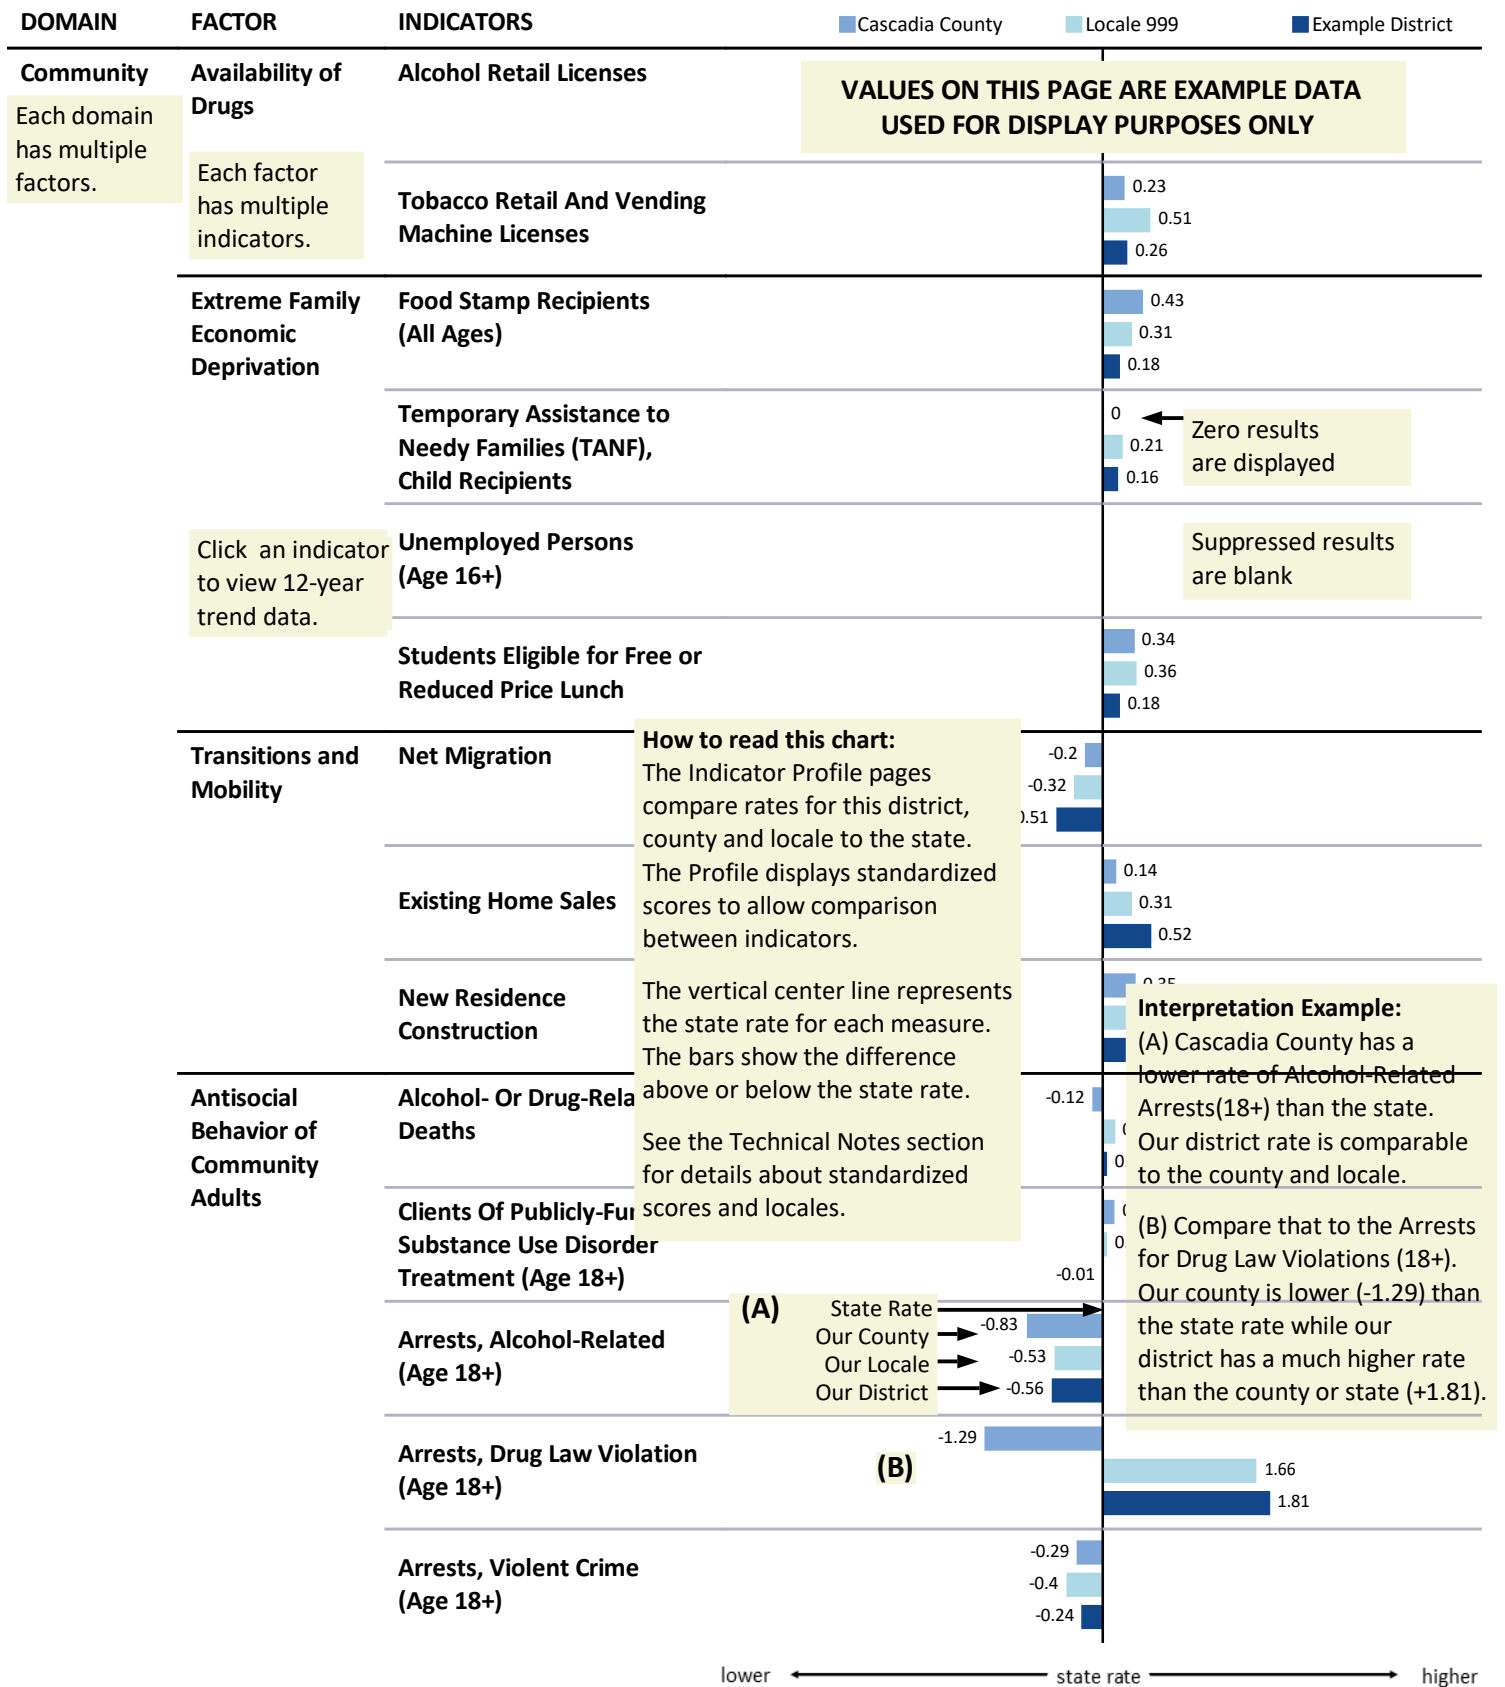 DOMAIN FACTOR INDICATORS Cascadia County Locale 999 Example District
Community
Each domain
has multiple
factors.
Availability of
Drugs
Each factor
has multiple
indicators.
Alcohol Retail Licenses
VALUES ON THIS PAGE ARE EXAMPLE DATA
USED FOR DISPLAY PURPOSES ONLY
Tobacco Retail And Vending
Machine Licenses
0.23
0.51
0.26
Extreme Family
Economic
Deprivation
Food Stamp Recipients
(All Ages)
0.43
0.31
0.18
Temporary Assistance to
Needy Families (TANF),
Child Recipients
0
0.21
0.16
Zero results
are displayed
Click an indicator
to view 12-year
trend data.
Unemployed Persons
(Age 16+)
Suppressed results
are blank
Students Eligible for Free or
Reduced Price Lunch
0.34
0.36
0.18
Transitions and
Mobility
Net Migration
-0.2
-0.32
.51
How to read this chart:
The Indicator Profile pages
compare rates for this district,
county and locale to the state.
The Profile displays standardized
scores to allow comparison
between indicators.
The vertical center line represents
the state rate for each measure.
The bars show the difference
above or below the state rate.
See the Technical Notes section
for details about standardized
scores and locales.
Existing Home Sales
0.14
0.31
0.52
New Residence
Construction
Interpretation Example:
(A) Cascadia County has a
lower rate of Alcohol-Related
Arrests(18+) than the state.
Our district rate is comparable
to the county and locale.
(B) Compare that to the Arrests
for Drug Law Violations (18+).
Our county is lower (-1.29) than
the state rate while our
district has a much higher rate
than the county or state (+1.81).
Antisocial
Behavior of
Community
Adults
Alcohol- Or Drug-Rela
Deaths
-0.12
0.
Clients Of Publicly-Fu
Substance Use Disorder
Treatment (Age 18+)
0.
-0.01
Arrests, Alcohol-Related
(Age 18+)
(A)
State Rate
Our County
Our Locale
Our District
-0.83
-0.53
-0.56
Arrests, Drug Law Violation
(Age 18+)
-1.29
(B)
1.66
1.81
Arrests, Violent Crime
(Age 18+)
-0.29
-0.4
-0.24
lower state rate higher